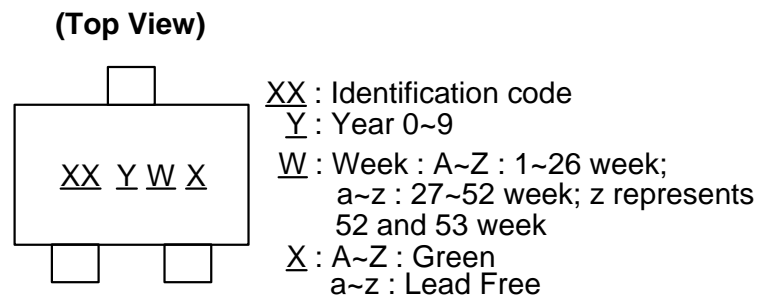 (Top View)
XX Y W X
XX : Identification code
Y : Year 0~9
W : Week : A~Z : 1~26 week;
a~z : 27~52 week; z represents
52 and 53 week
X : A~Z : Green
a~z : Lead Free